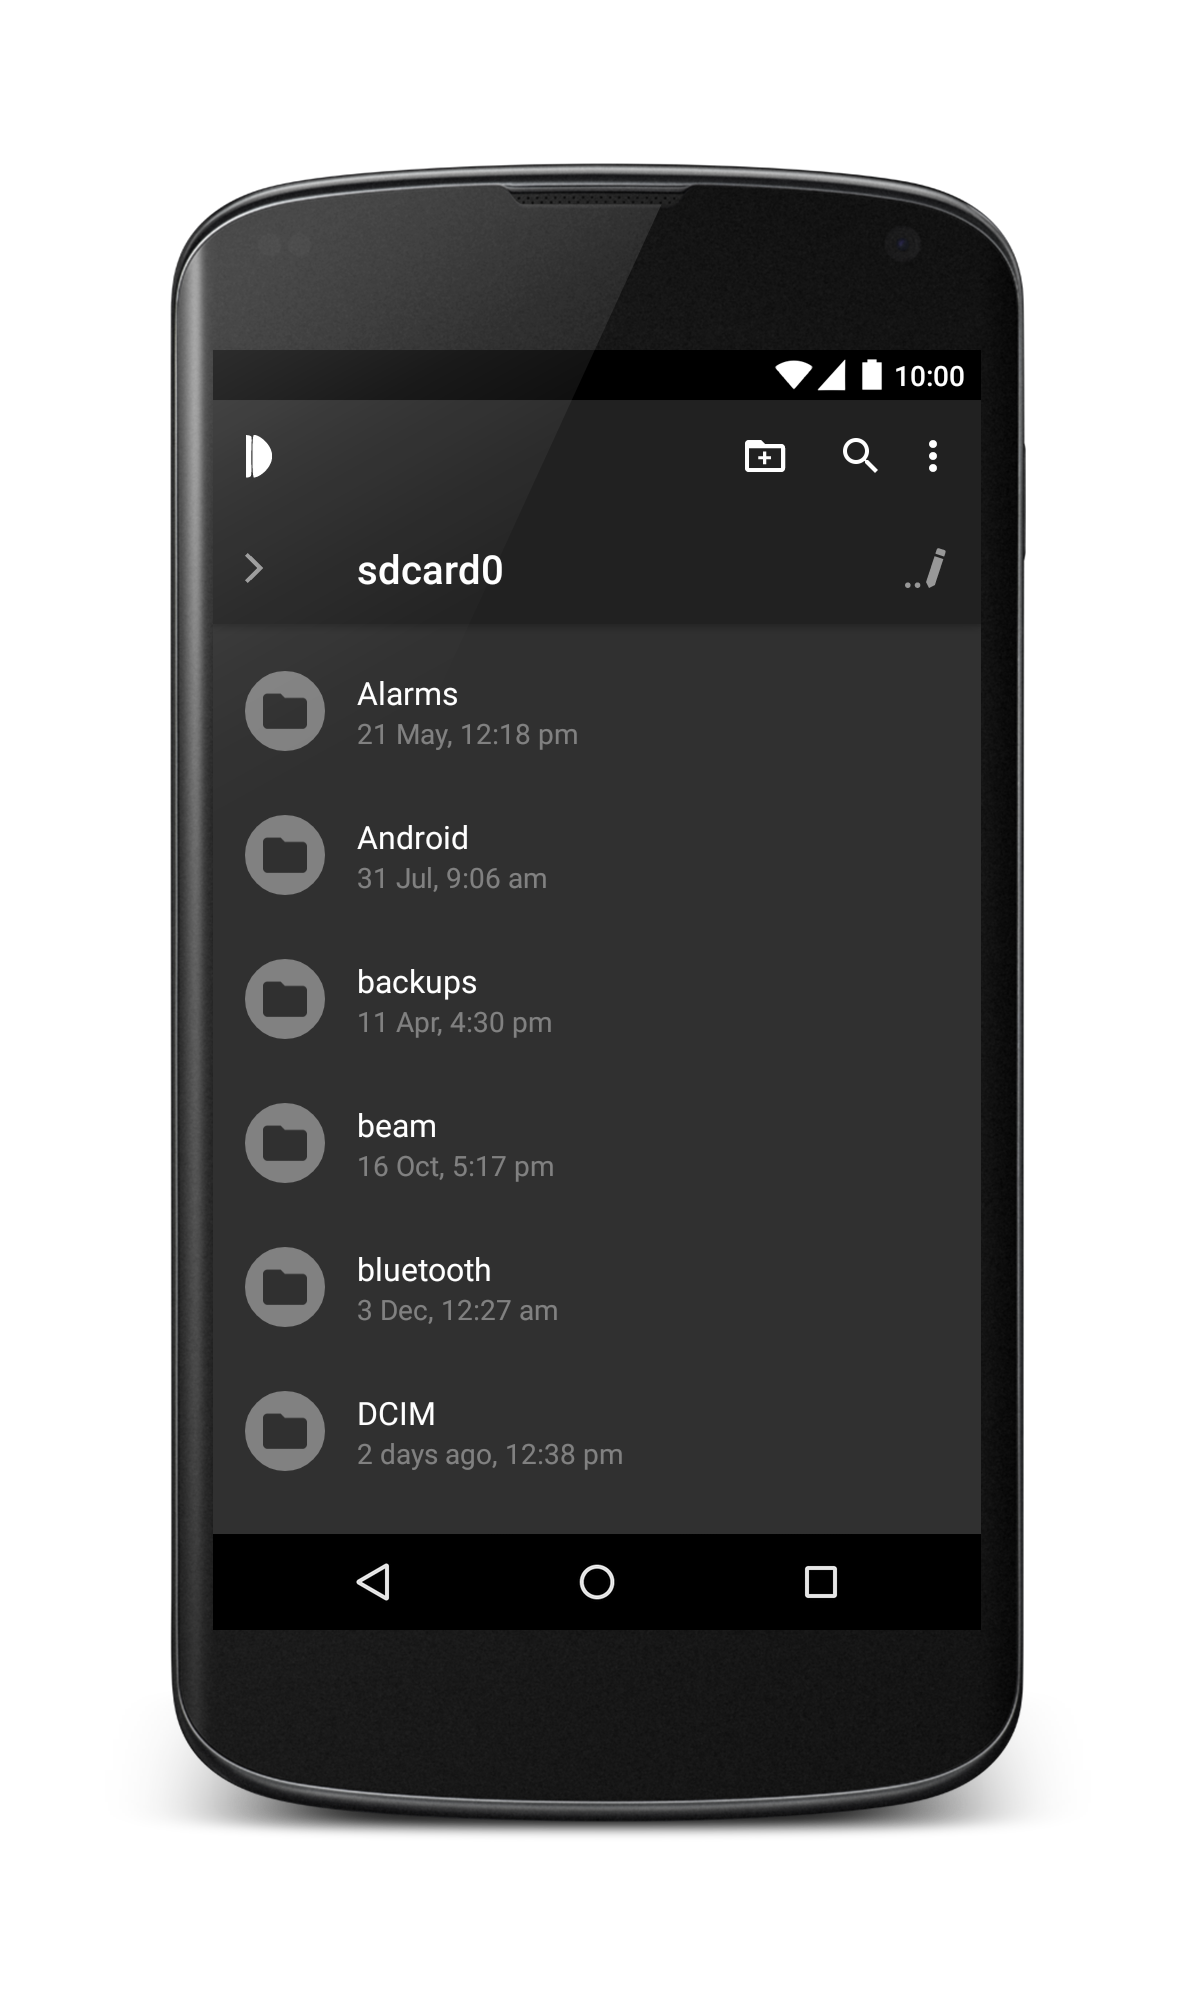 10:00
sdcard0
Alarms
21 May, 12:18 pm
Android
31 Jul, 9:06 am
backups
11 Apr, 4:30 pm
beam
16 Oct, 5:17 pm
bluetooth
3 Dec, 12:27 am
DCIM
2 days ago, 12:38 pm